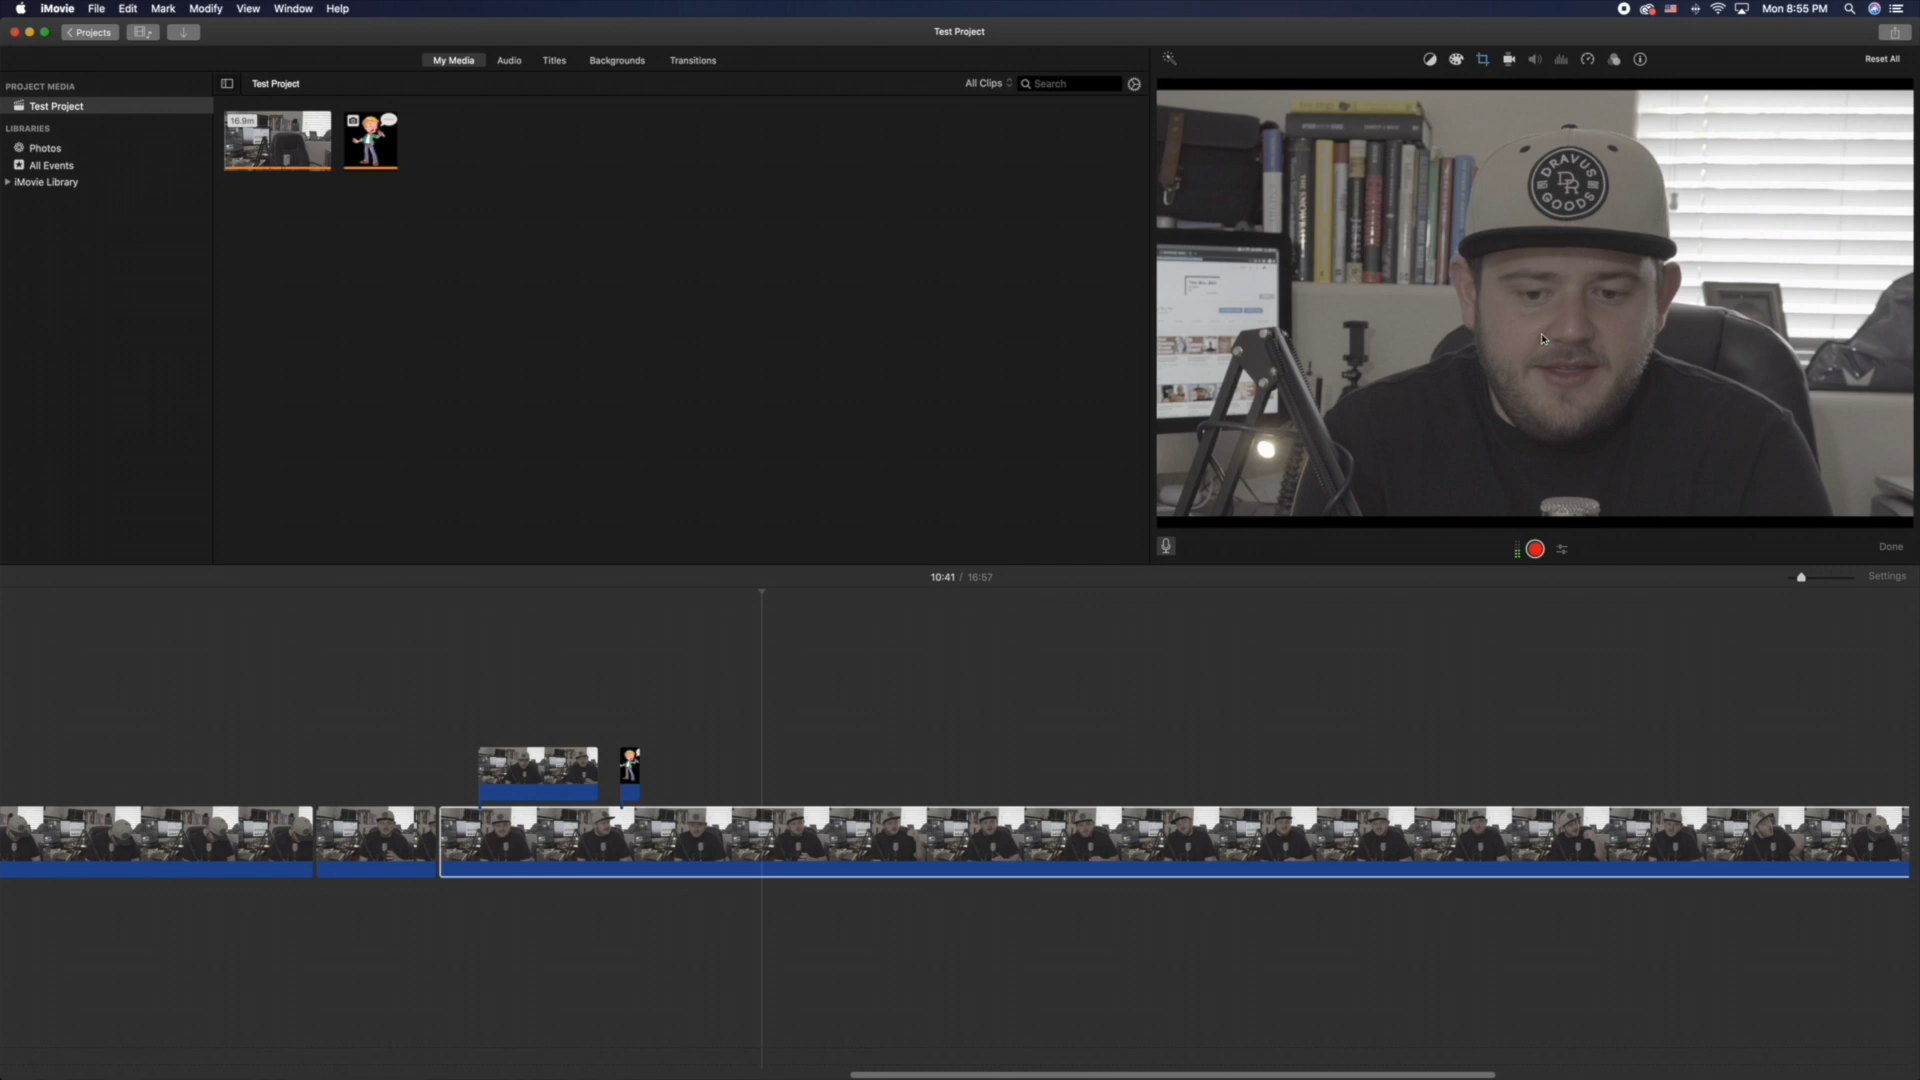 iMovie File Edit Mark Modify View Window Help
Mon 8:55 PM
Projects
Test Project
My Media Audio Titles Backgrounds Transitions
Reset All
PROJECT MEDIA
Test Project
All Clips
Search
Test Project
LIBRARIES
Photos
All Events
iMovie Library
16.9m
DRAVUS
DR
GOODS
Done
10:41 / 16:57
Settings